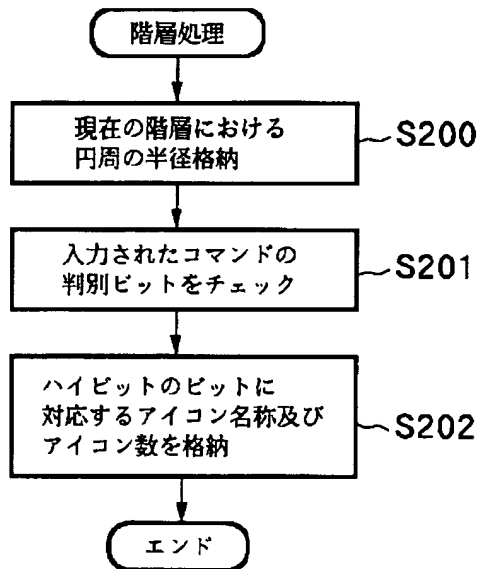 階層処理
現在の階層における
円周の半径格納
S200
入力されたコマンドの
判別ビットをチェック
S201
ハイビットのビットに
対応するアイコン名称及び
アイコン数を格納
S202
エンド